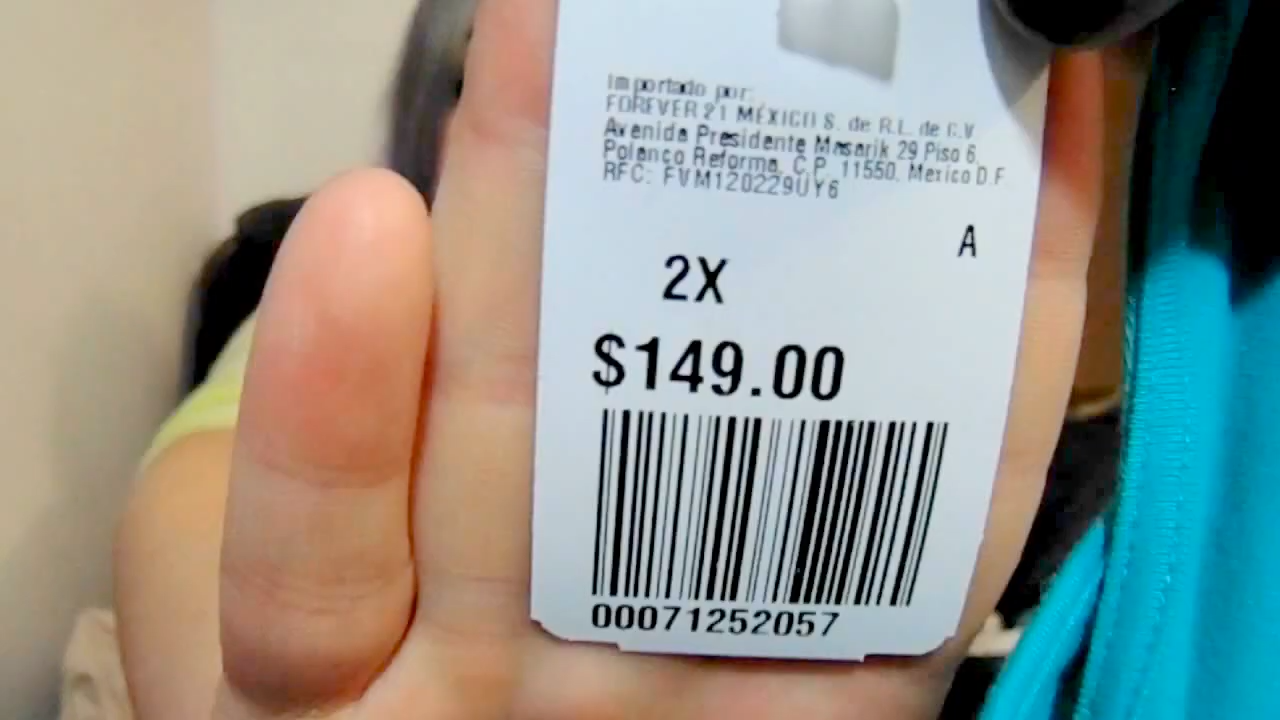 Importado por:
FOREVER 21 MÉXICO S. de R.L. de C.V
Avenida Presidente Masarik 29 Piso 6,
Polanco Reforma, C.P. 11550, Mexico D.F
RFC: FVM120229UY6
A
2X
$149.00
00071252057